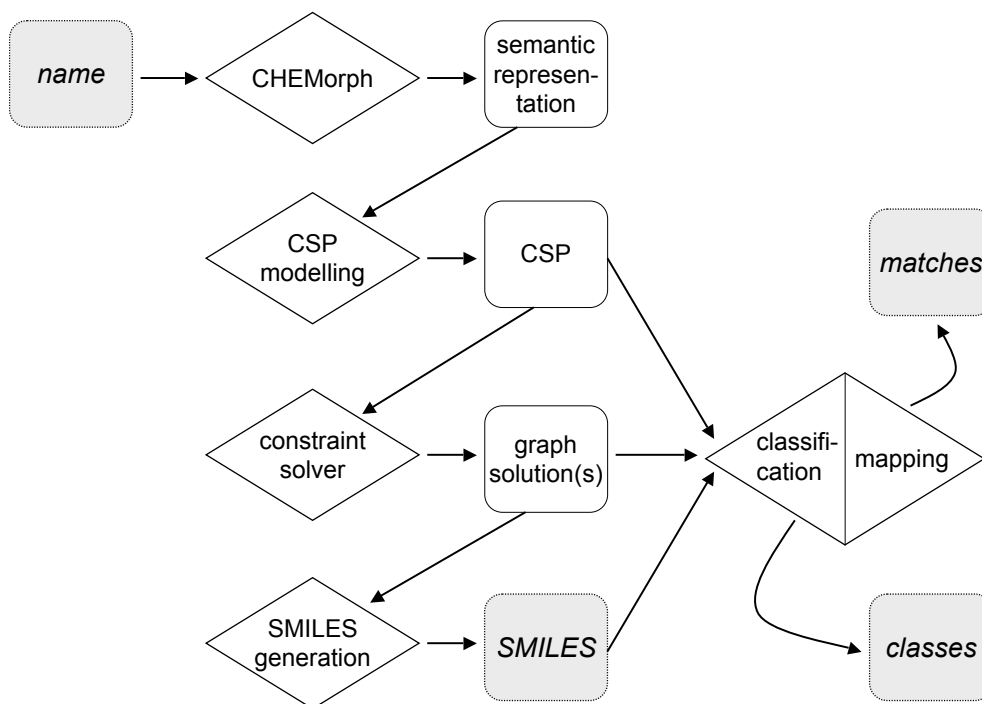 name
CHEMorph
semantic
represen-
tation
CSP
modelling
CSP
matches
constraint
solver
graph
solution(s)
classifi-
cation
mapping
SMILES
generation
SMILES
classes